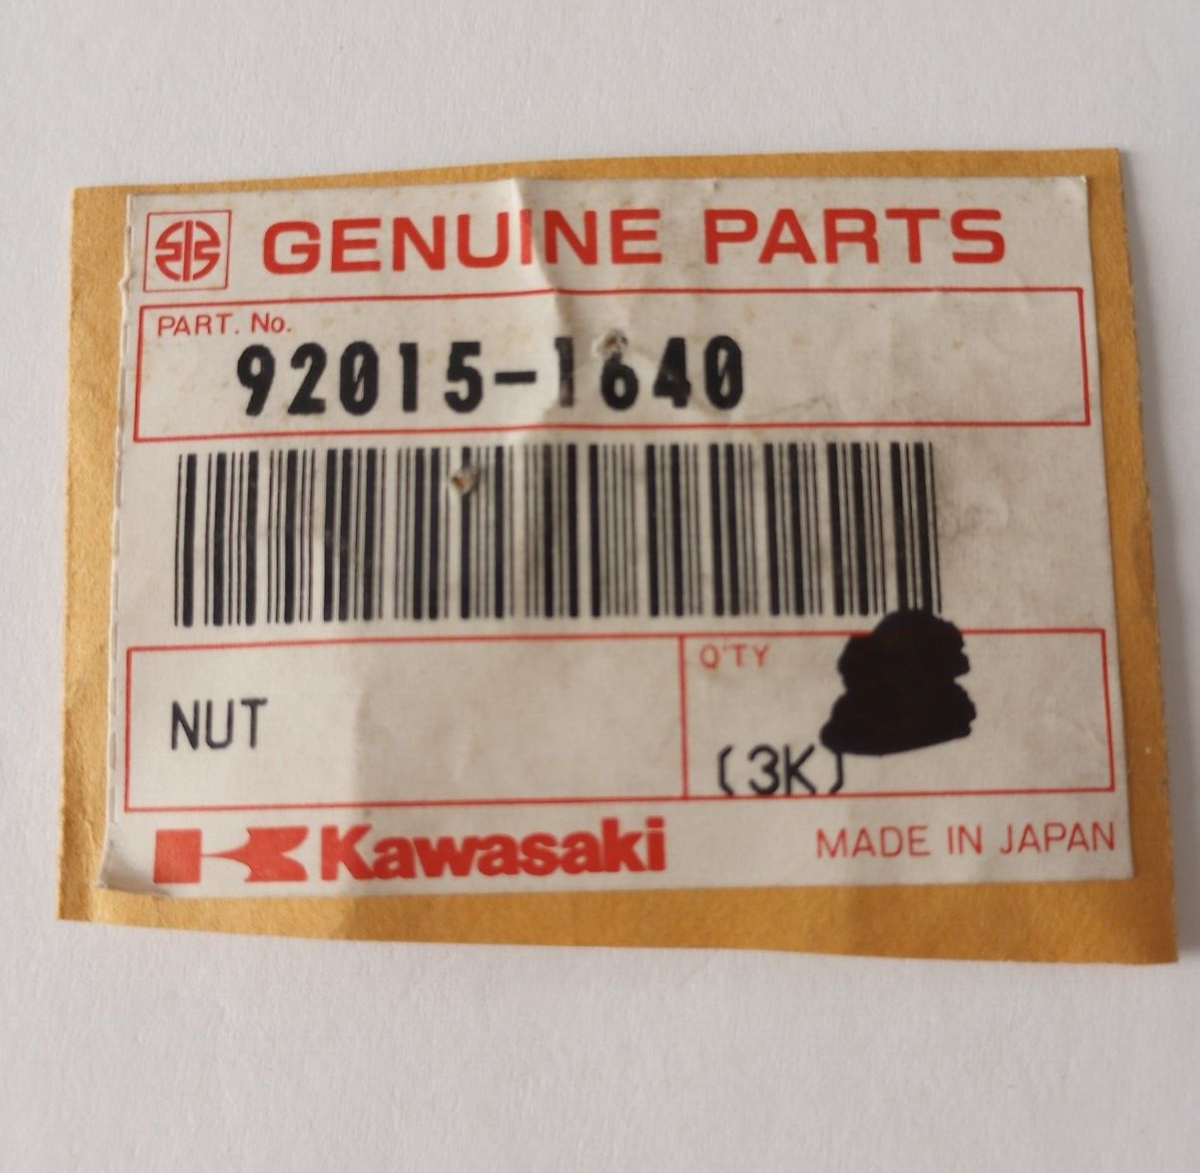 GENUINE PARTS
PART. No.
92015-1640
NUT
Q'TY
(3K)
Kawasaki
MADE IN JAPAN